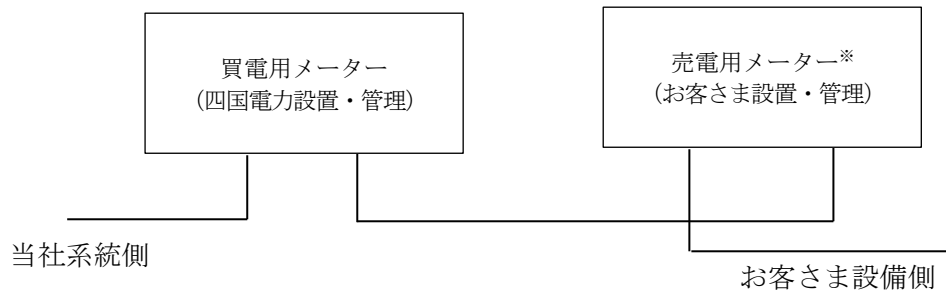 買電用メーター
(四国電力設置・管理)
売電用メーター※
(お客さま設置・管理)
当社系統側
お客さま設備側